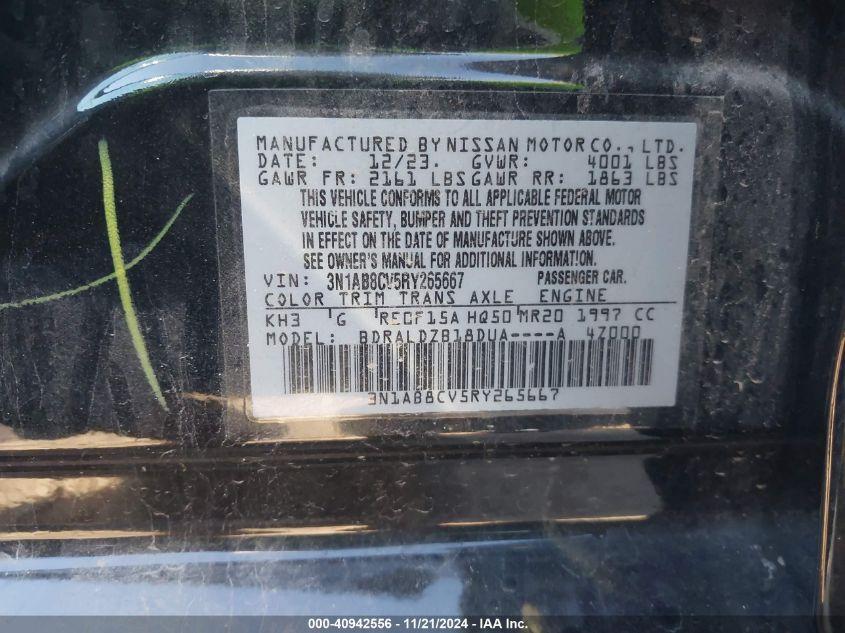 MANUFACTURED BY NISSAN MOTOR CO., LTD.
DATE: 12/23. GVWR: 4001 LBS
GAWR FR: 2161 LBS GAWR RR: 1863 LBS
THIS VEHICLE CONFORMS TO ALL APPLICABLE FEDERAL MOTOR
VEHICLE SAFETY, BUMPER AND THEFT PREVENTION STANDARDS
IN EFFECT ON THE DATE OF MANUFACTURE SHOWN ABOVE.
SEE OWNER'S MANUAL FOR ADDITIONAL INFORMATION.
VIN: 3N1AB8CV5RY265667 PASSENGER CAR.
COLOR TRIM TRANS AXLE ENGINE
KH3 G RE0F15A HQ50 MR20 1997 CC
MODEL: BDRALDZB18DUA----A 47000
3N1AB8CV5RY265667
000-40942556 - 11/21/2024 - IAA Inc.